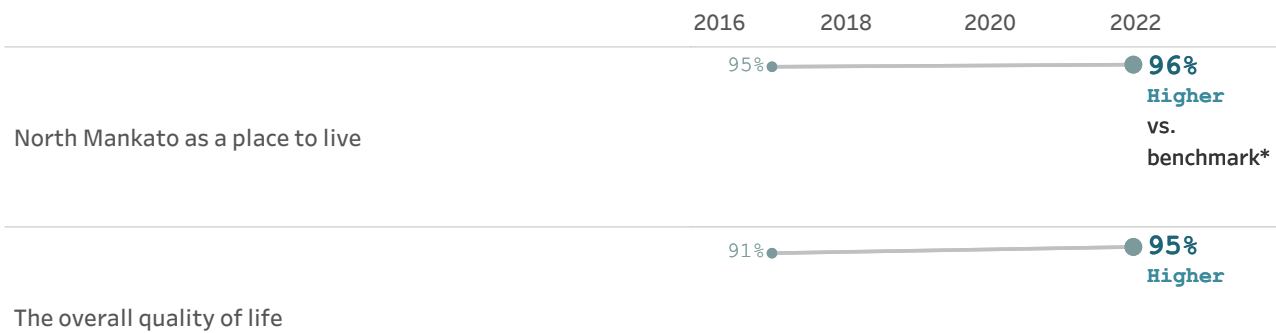 2016 2018 2020 2022
95% 96%
Higher
vs.
benchmark*
North Mankato as a place to live
91% 95%
Higher
The overall quality of life